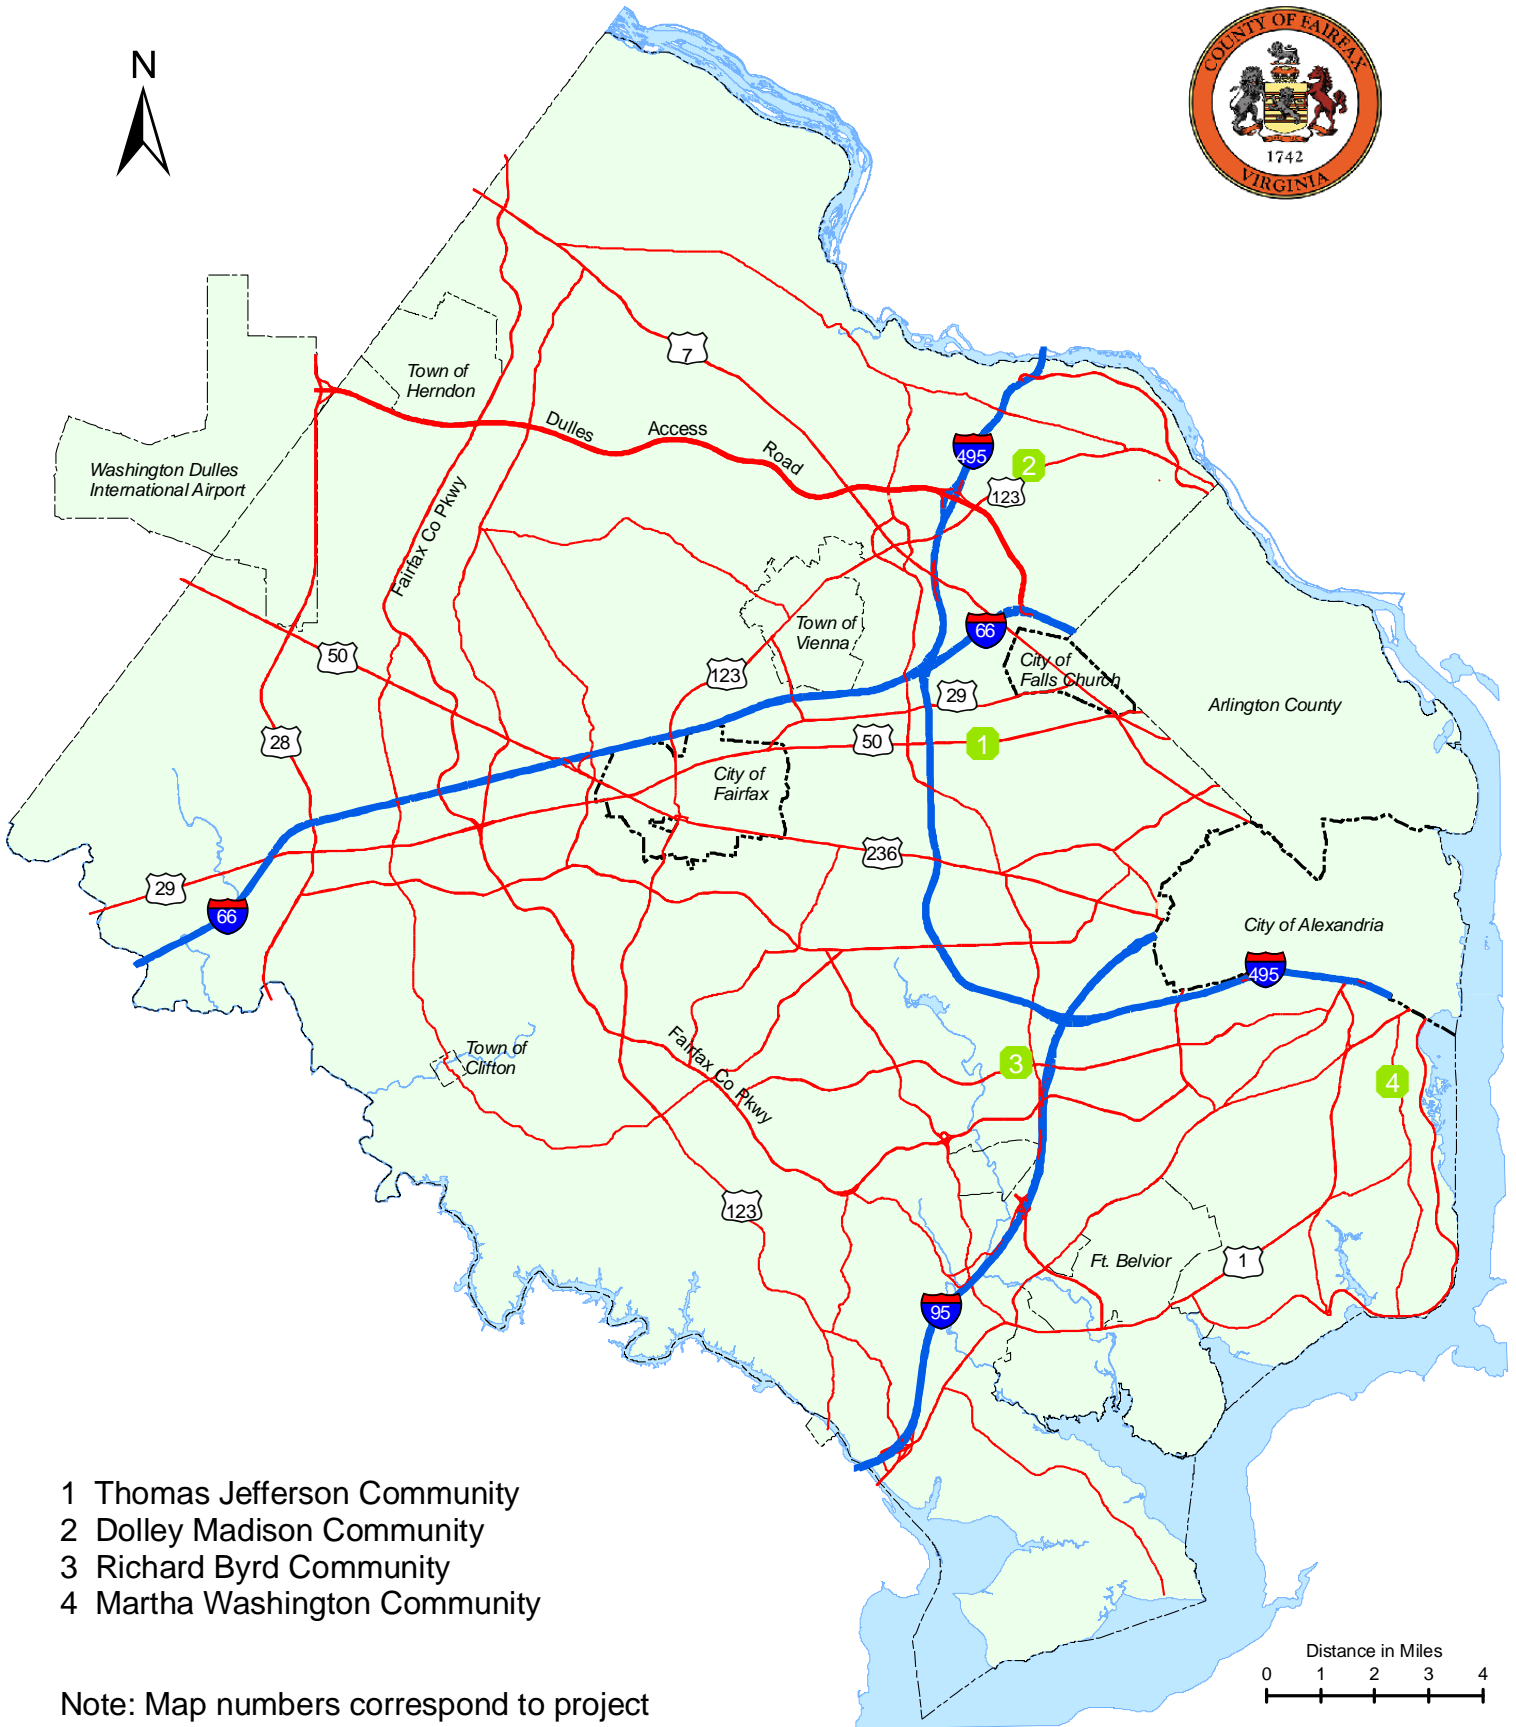 N
COUNTY OF FAIRFAX
1742
VIRGINIA
7
Town of
Herndon
Dulles Access Road
495
2
123
Washington Dulles
International Airport
Fairfax Co Pkwy
50
Town of
Vienna
66
City of
Falls Church
123
29
Arlington County
28
50
1
City of
Fairfax
236
29
66
City of Alexandria
495
Town of
Clifton
Fairfax Co Pkwy
3
4
123
Ft. Belvior
1
95
1 Thomas Jefferson Community
2 Dolley Madison Community
3 Richard Byrd Community
4 Martha Washington Community
Note: Map numbers correspond to project
Distance in Miles
0 1 2 3 4